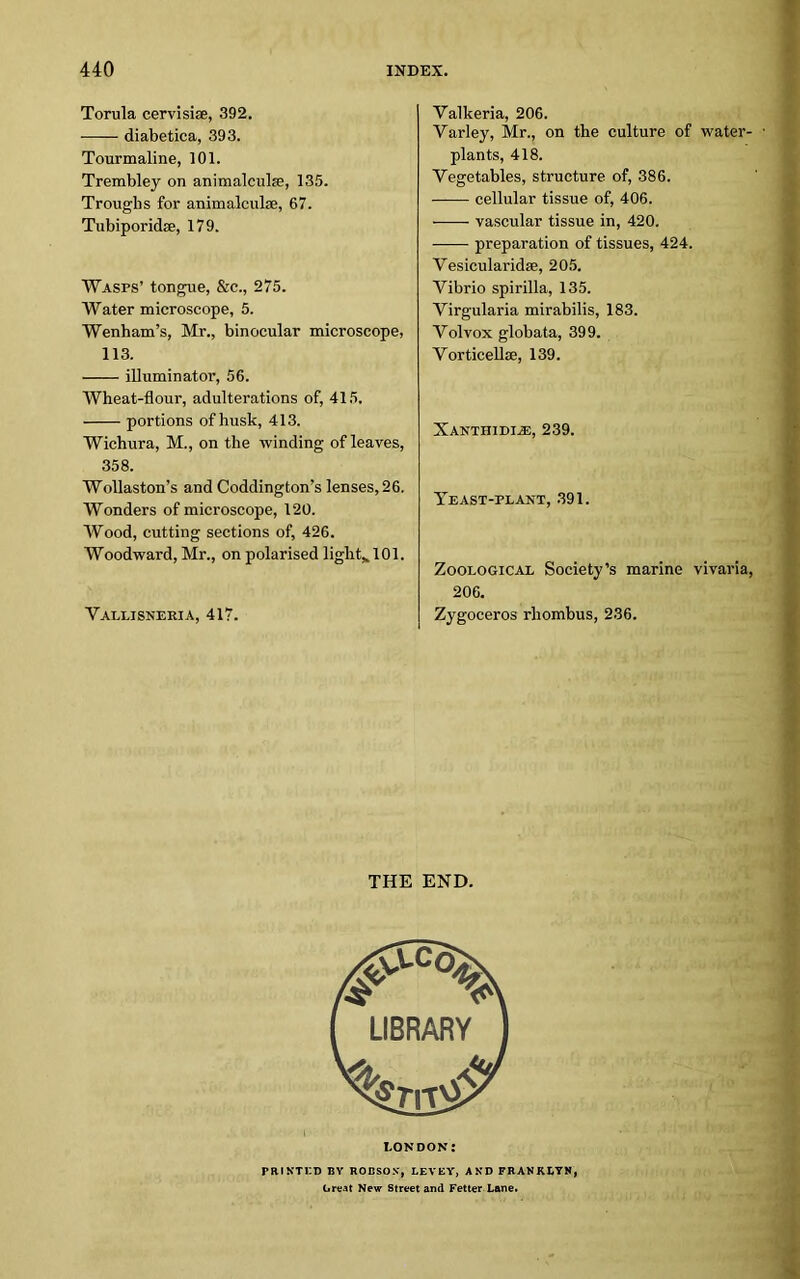 440 INDEX.
Torula cervisiæ, 392.
—— diabetica, 393.
Tourmaline, 101.
Trembley on animalculæ, 135.
Troughs for animalculæ, 67.
Tubiporidæ, 179.
WASPS’ tongue, &c., 275.
Water microscope, 5.
Wenham’s, Mr., binocular microscope,
113.
—— illuminator, 56.
Wheat-flour, adulterations of, 415.
—— portions of husk, 413.
Wichura, M., on the winding of leaves,
358.
Wollaston’s and Coddington’s lenses, 26.
Wonders of microscope, 120.
Wood, cutting sections of, 426.
Woodward, Mr., on polarised light, 101.
VALLISNERIA, 417.
Valkeria, 206.
Varley, Mr., on the culture of water-
plants, 418.
Vegetables, structure of, 386.
—— cellular tissue of, 406.
—— vascular tissue in, 420.
—— preparation of tissues, 424.
Vesicularidæ, 205.
Vibrio spirilla, 135.
Virgularia mirabilis, 183.
Volvox globata, 399.
Vorticellæ, 139.
XANTHIDIÆ, 239.
YEAST-PLANT, 391.
ZOOLOGICAL Society’s marine vivaria,
206.
Zygoceros rhombus, 236.
THE END.
WELLCOME
LIBRARY
INSTITUTE
LONDON:
PRINTED BY ROBSON, LEVEY, AND FRANKLYN,
Great New Street and Fetter Lane.